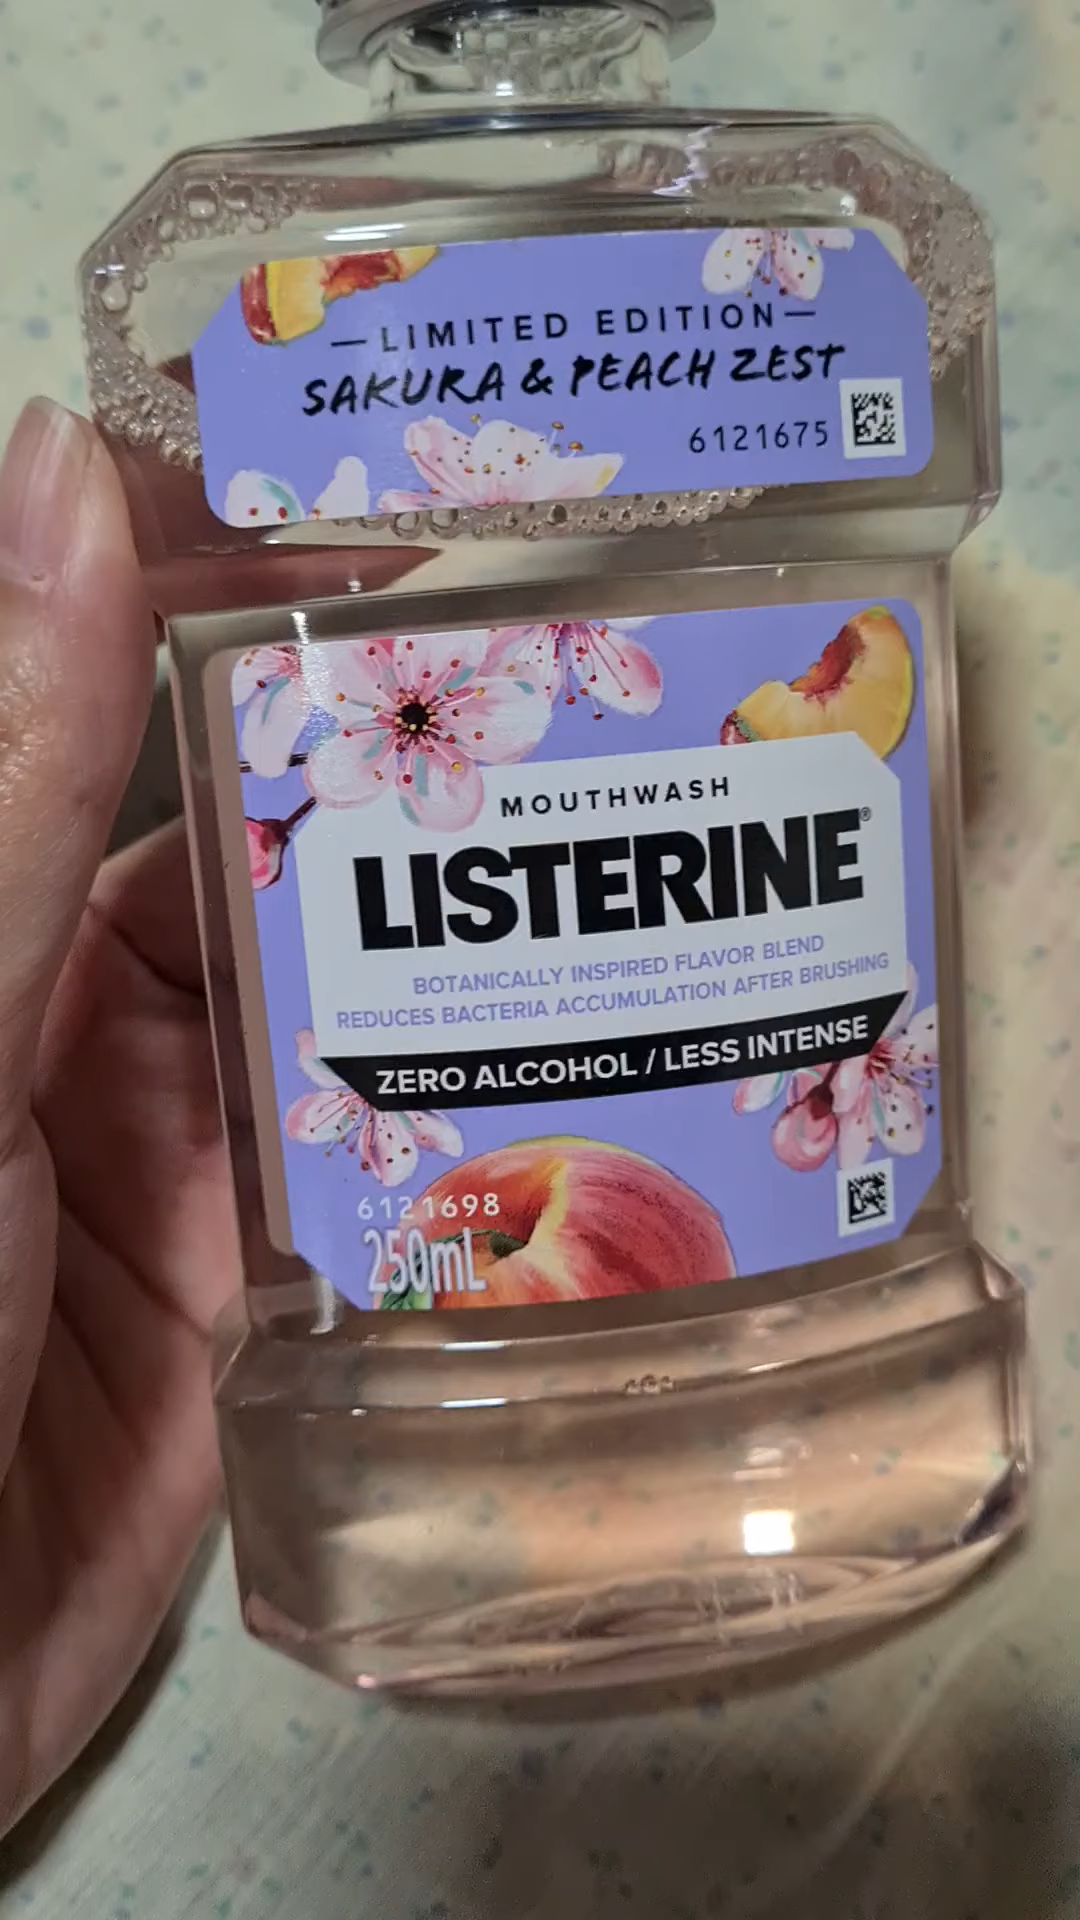 —LIMITED EDITION—
SAKURA & PEACH ZEST
6121675
MOUTHWASH
LISTERINE®
BOTANICALLY INSPIRED FLAVOR BLEND
REDUCES BACTERIA ACCUMULATION AFTER BRUSHING
ZERO ALCOHOL / LESS INTENSE
6121698
250mL